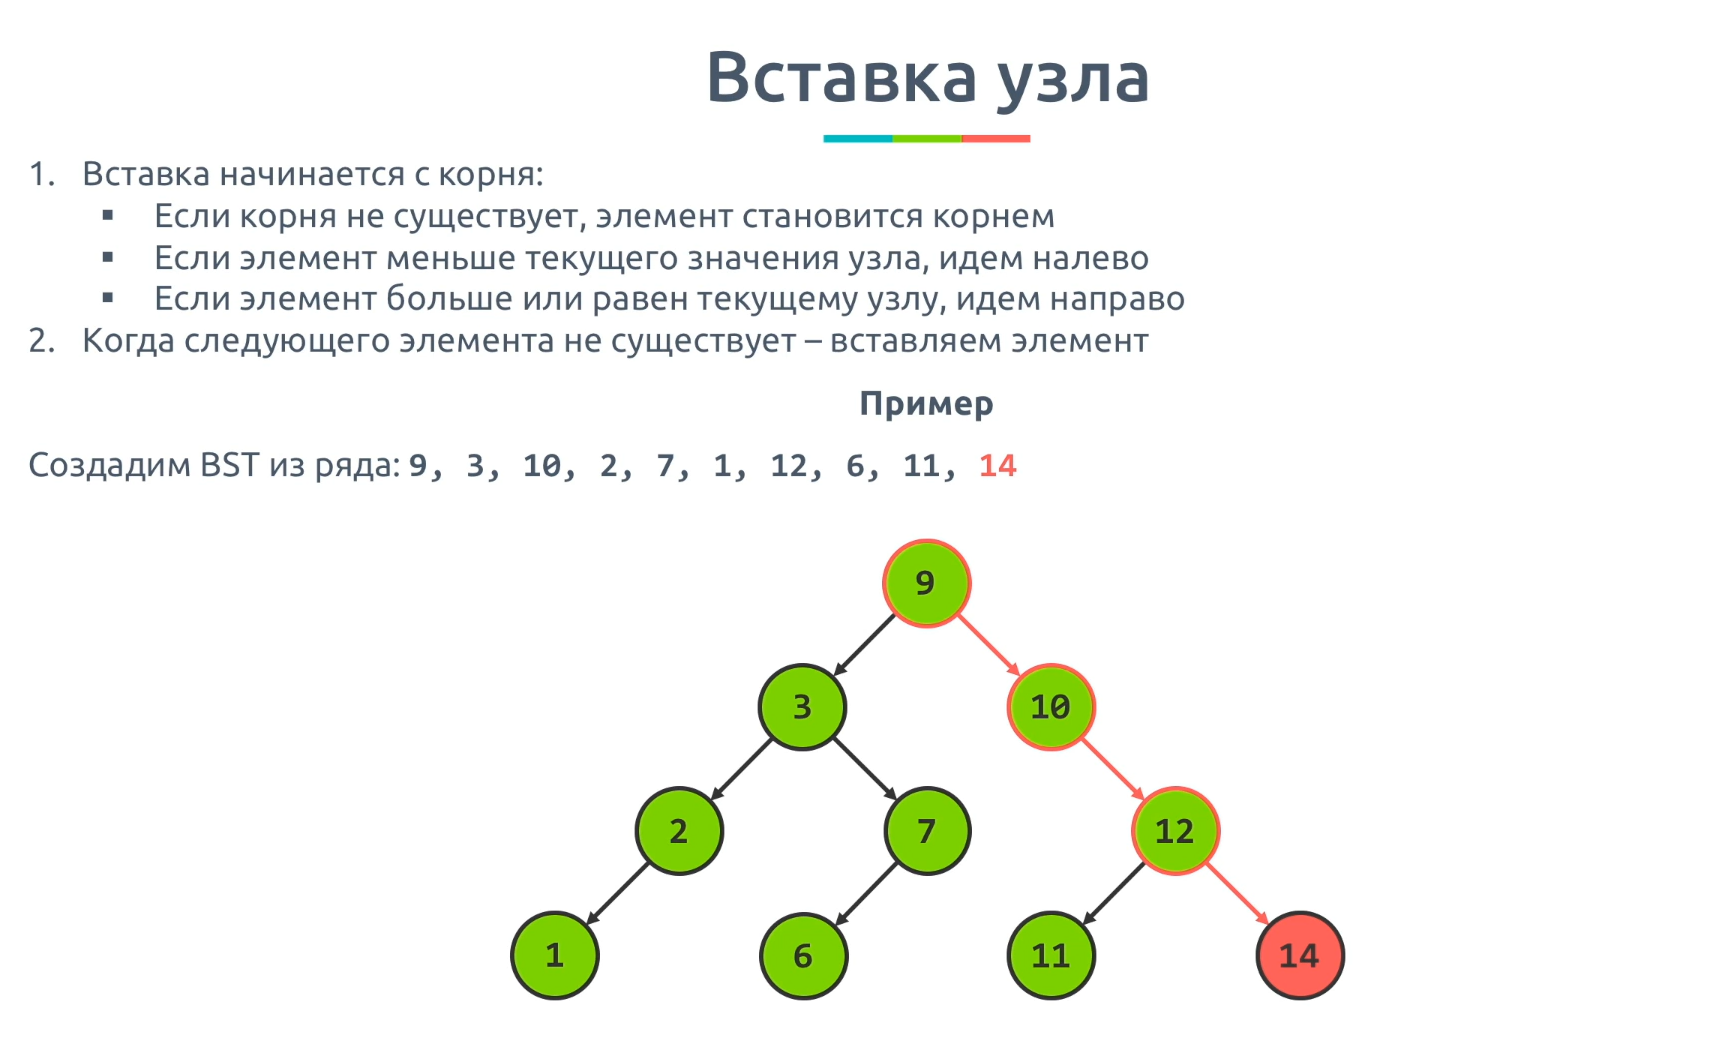 Вставка узла
1. Вставка начинается с корня:
▪ Если корня не существует, элемент становится корнем
▪ Если элемент меньше текущего значения узла, идем налево
▪ Если элемент больше или равен текущему узлу, идем направо
2. Когда следующего элемента не существует – вставляем элемент
Пример
Создадим BST из ряда: 9, 3, 10, 2, 7, 1, 12, 6, 11, 14
9
3 10
2 7 12
1 6 11 14